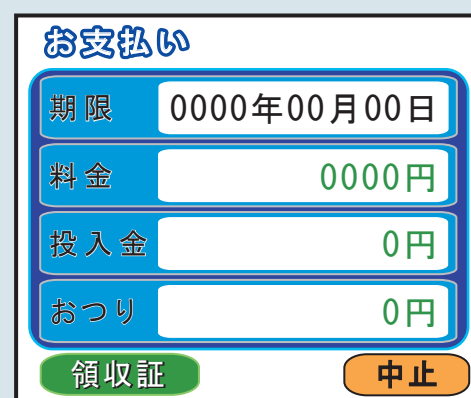 お支払い
期限 0000年00月00日
料金 0000円
投入金 0円
おつり 0円
領収証 中止